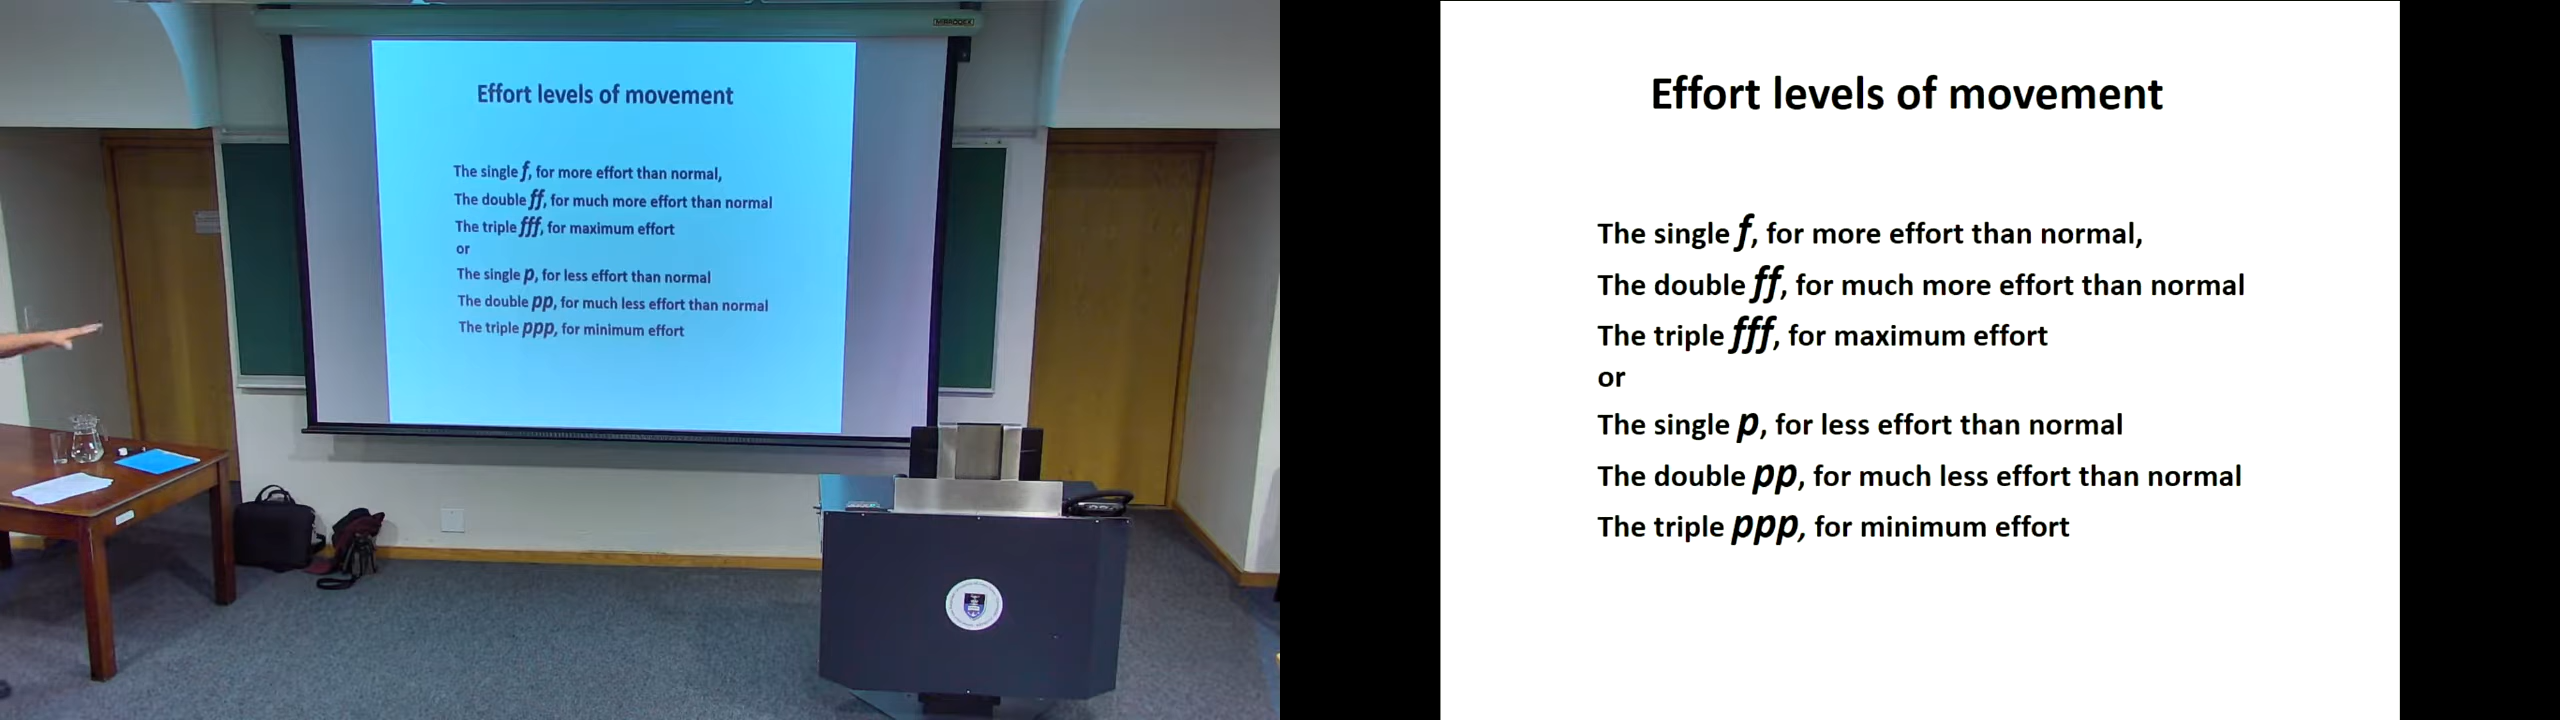 MIRADOEX
Effort levels of movement
The single f, for more effort than normal,
The double ff, for much more effort than normal
The triple fff, for maximum effort
or
The single p, for less effort than normal
The double pp, for much less effort than normal
The triple ppp, for minimum effort
Effort levels of movement
The single f, for more effort than normal,
The double ff, for much more effort than normal
The triple fff, for maximum effort
or
The single p, for less effort than normal
The double pp, for much less effort than normal
The triple ppp, for minimum effort